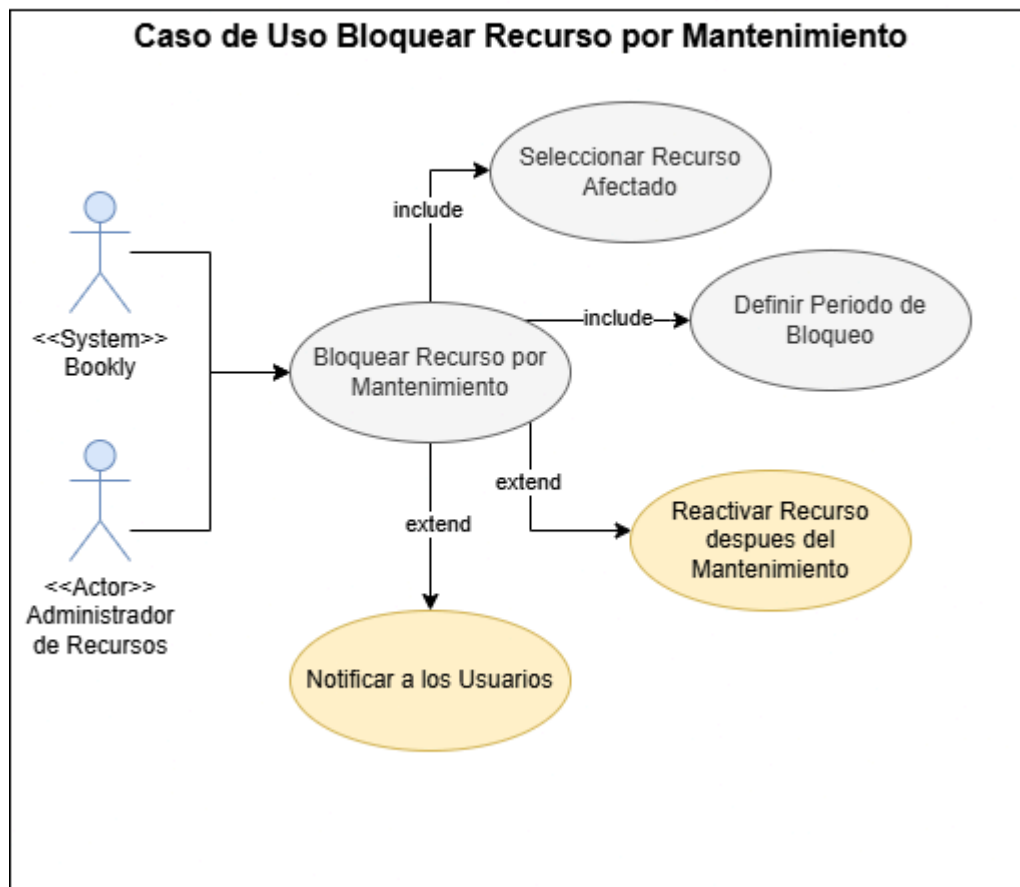 Caso de Uso Bloquear Recurso por Mantenimiento
Seleccionar Recurso
Afectado
include
<<System>>
Bookly
Definir Periodo de
Bloqueo
include
Bloquear Recurso por
Mantenimiento
extend
extend
Reactivar Recurso
despues del
Mantenimiento
<<Actor>>
Administrador
de Recursos
Notificar a los Usuarios